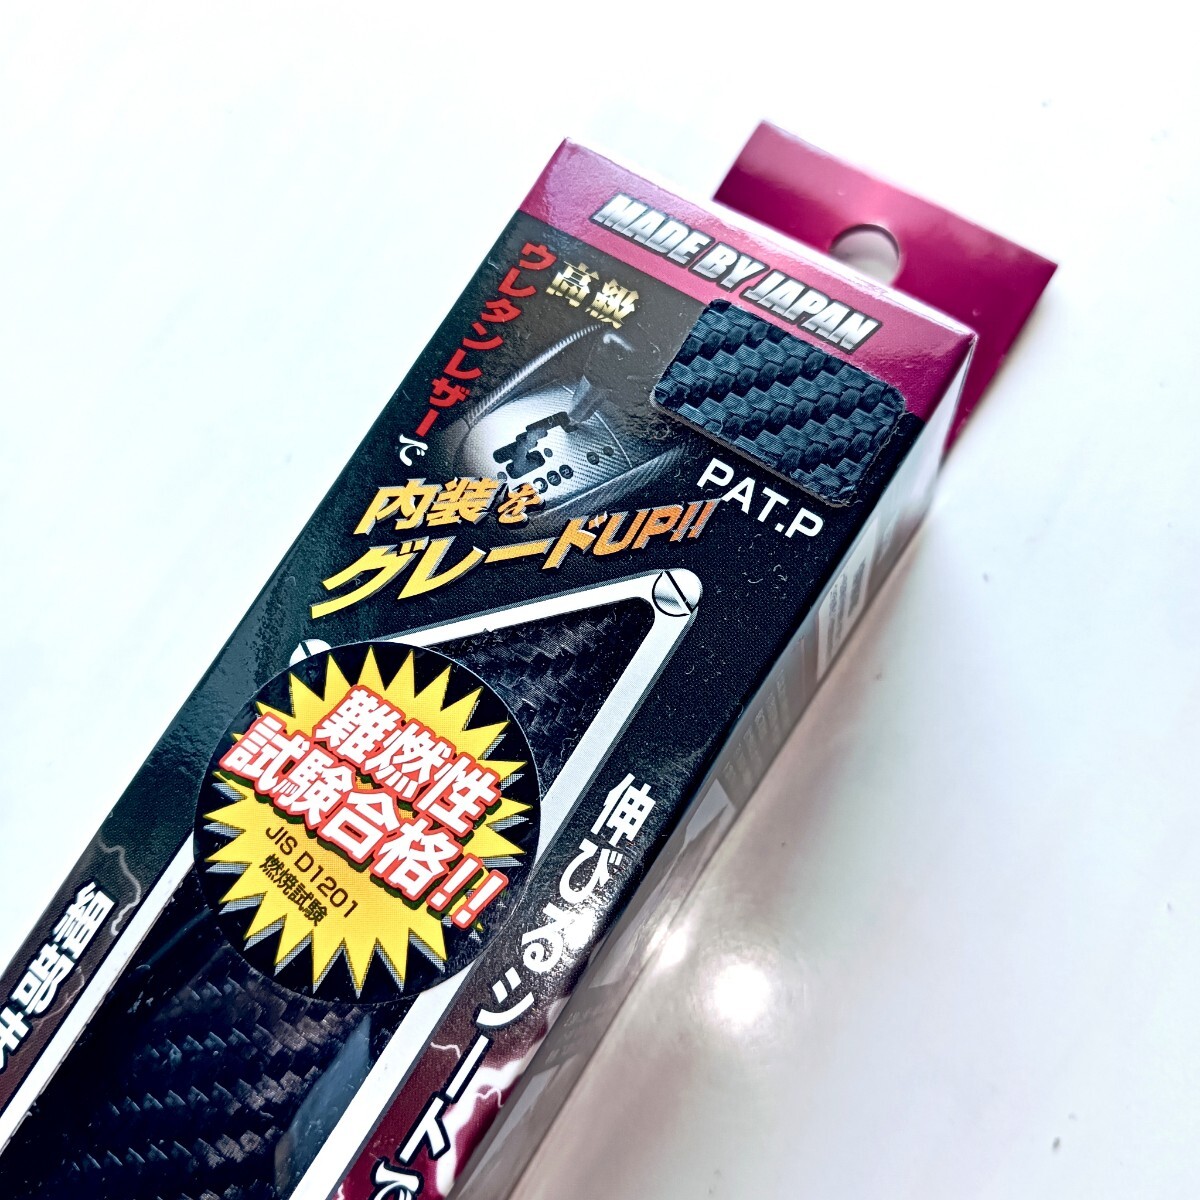 MADE BY JAPAN
高級
ウレタンレザーで
内装を
グレードUP!!
PAT.P
難燃性
試験合格!!
JIS D1201
燃焼試験
伸びるシートで